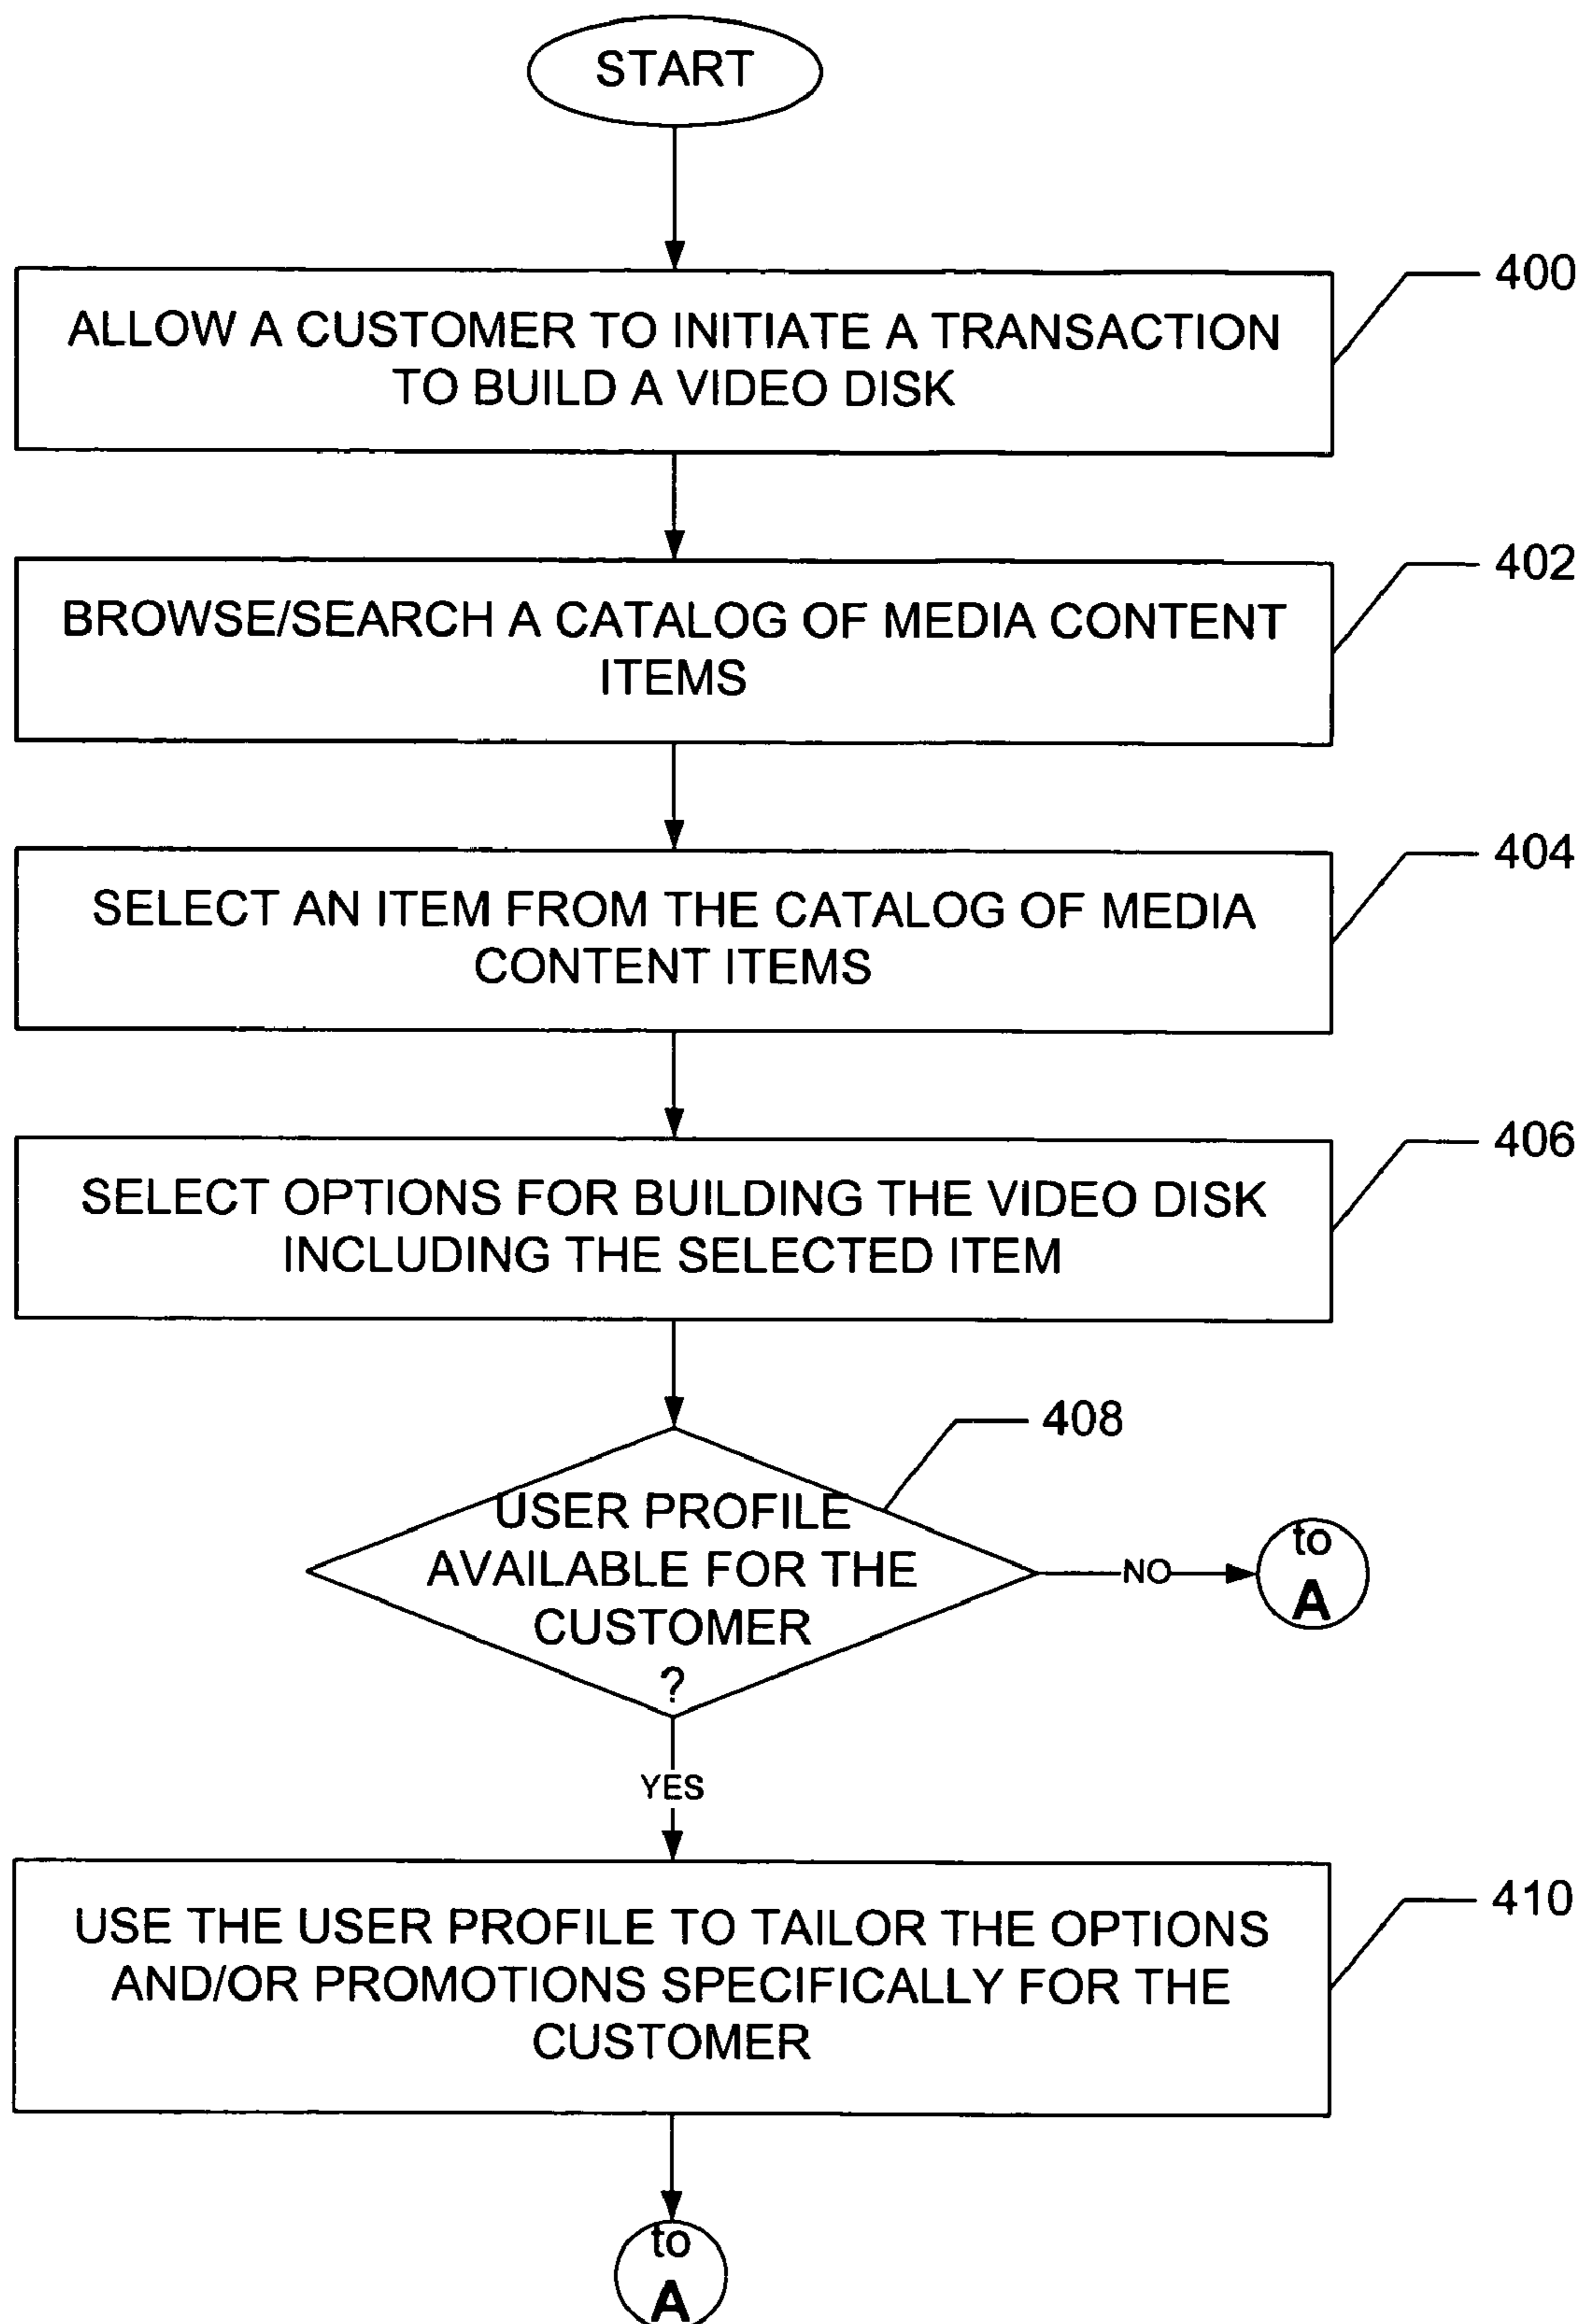 START
400
ALLOW A CUSTOMER TO INITIATE A TRANSACTION
TO BUILD A VIDEO DISK
402
BROWSE/SEARCH A CATALOG OF MEDIA CONTENT
ITEMS
404
SELECT AN ITEM FROM THE CATALOG OF MEDIA
CONTENT ITEMS
406
SELECT OPTIONS FOR BUILDING THE VIDEO DISK
INCLUDING THE SELECTED ITEM
408
USER PROFILE
AVAILABLE FOR THE
CUSTOMER
?
NO
to
A
YES
410
USE THE USER PROFILE TO TAILOR THE OPTIONS
AND/OR PROMOTIONS SPECIFICALLY FOR THE
CUSTOMER
to
A